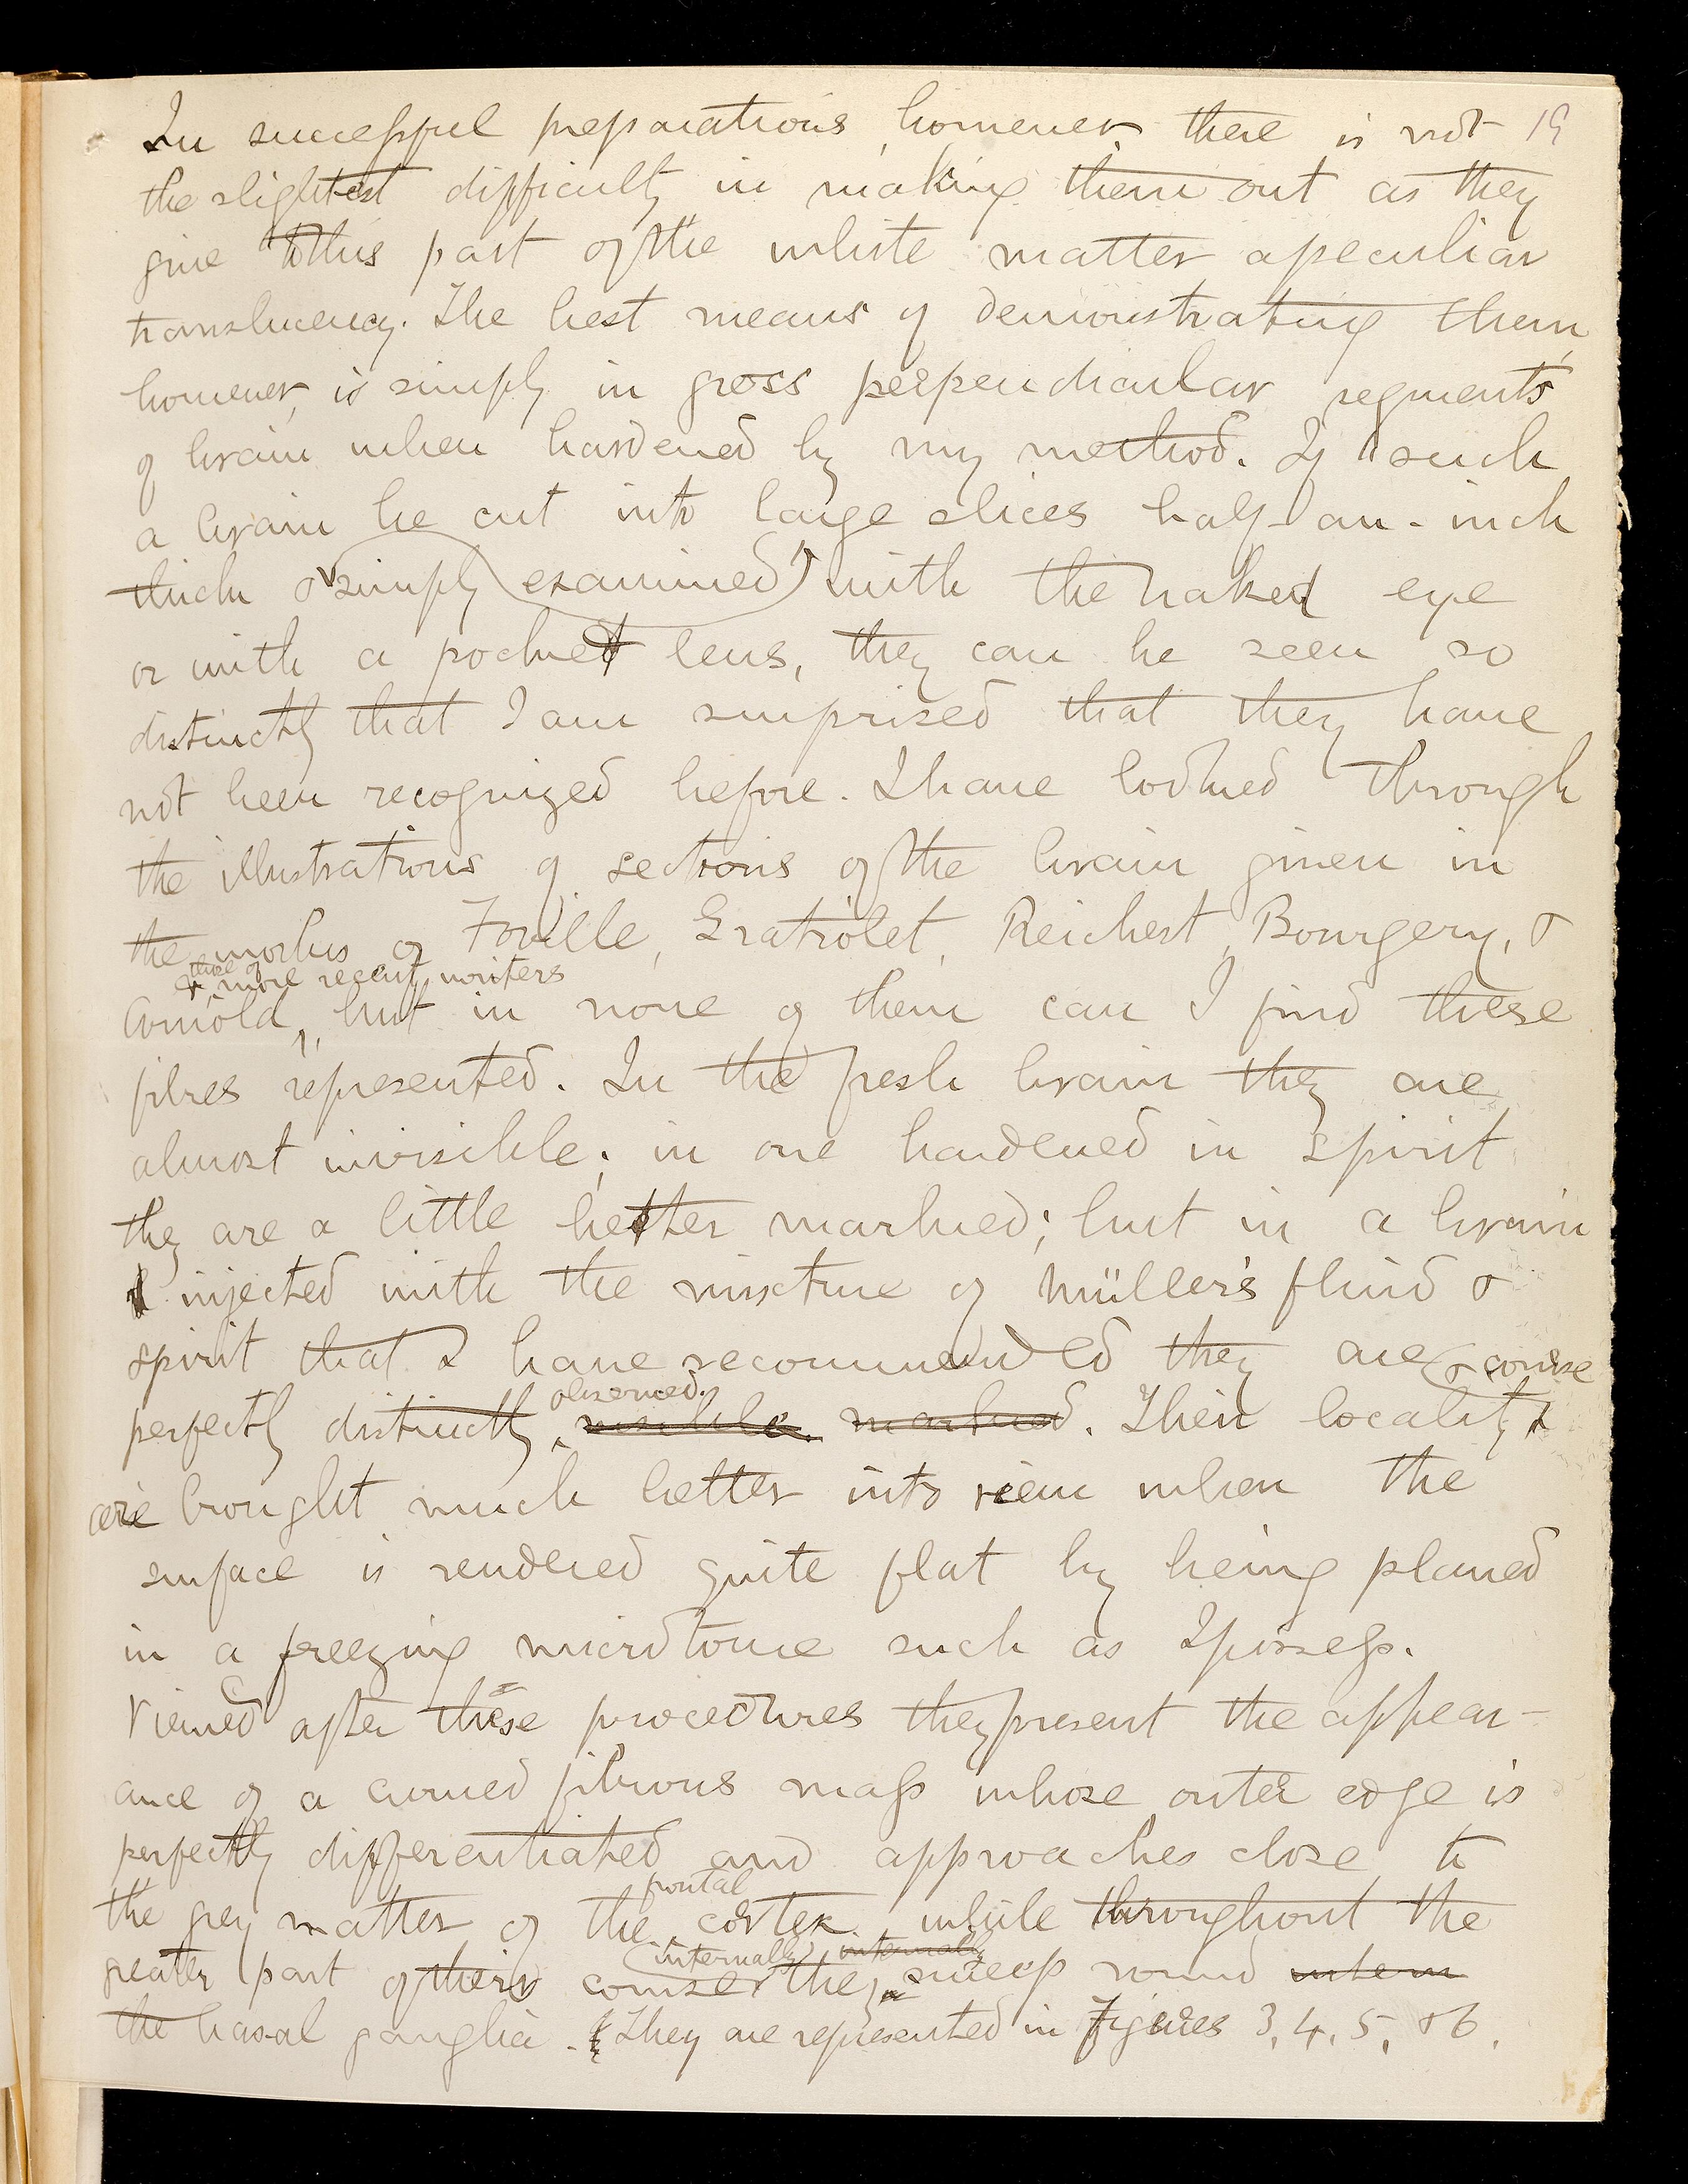 In successful preparations, however there is not 19
the slightest difficulty in making them out as they
give to this part of the white matter a peculiar
translucency. The best means of demonstrating them,
however, is simply in gross perpendicular segments
of brain when hardened by my method. If such
a brain be cut into large slices half-an-inch
thick & simply examined with the naked eye
or with a pocket lens, they can be seen so
distinctly that I am surprised that they have
not been recognized before. I have looked through
the illustrations of sections of the brain given in
the works of Foville, Gratiolet, Reichert, Bourgery, &
& those of more recent writers
Arnold, but in none of them can I find these
fibres represented. In the fresh brain they are
almost invisible; in one hardened in spirit
they are a little better marked; but in a brain
injected with the mixture of Müller's fluid &
spirit that I have recommended they are & course
observed.
perfectly distinctly visible marked. Their locality
are brought much better into view when the
surface is rendered quite flat by being planed
in a freezing microtome such as I possess.
Viewed after these procedures they present the appear-
ance of a curved fibrous mass whose outer edge is
perfectly differentiated and approaches close to
frontal
the grey matter of the cortex, while throughout the
internally, internally
greater part of their course they sweep round intern
the basal ganglia. They are represented in Figures 3, 4, 5, & 6.